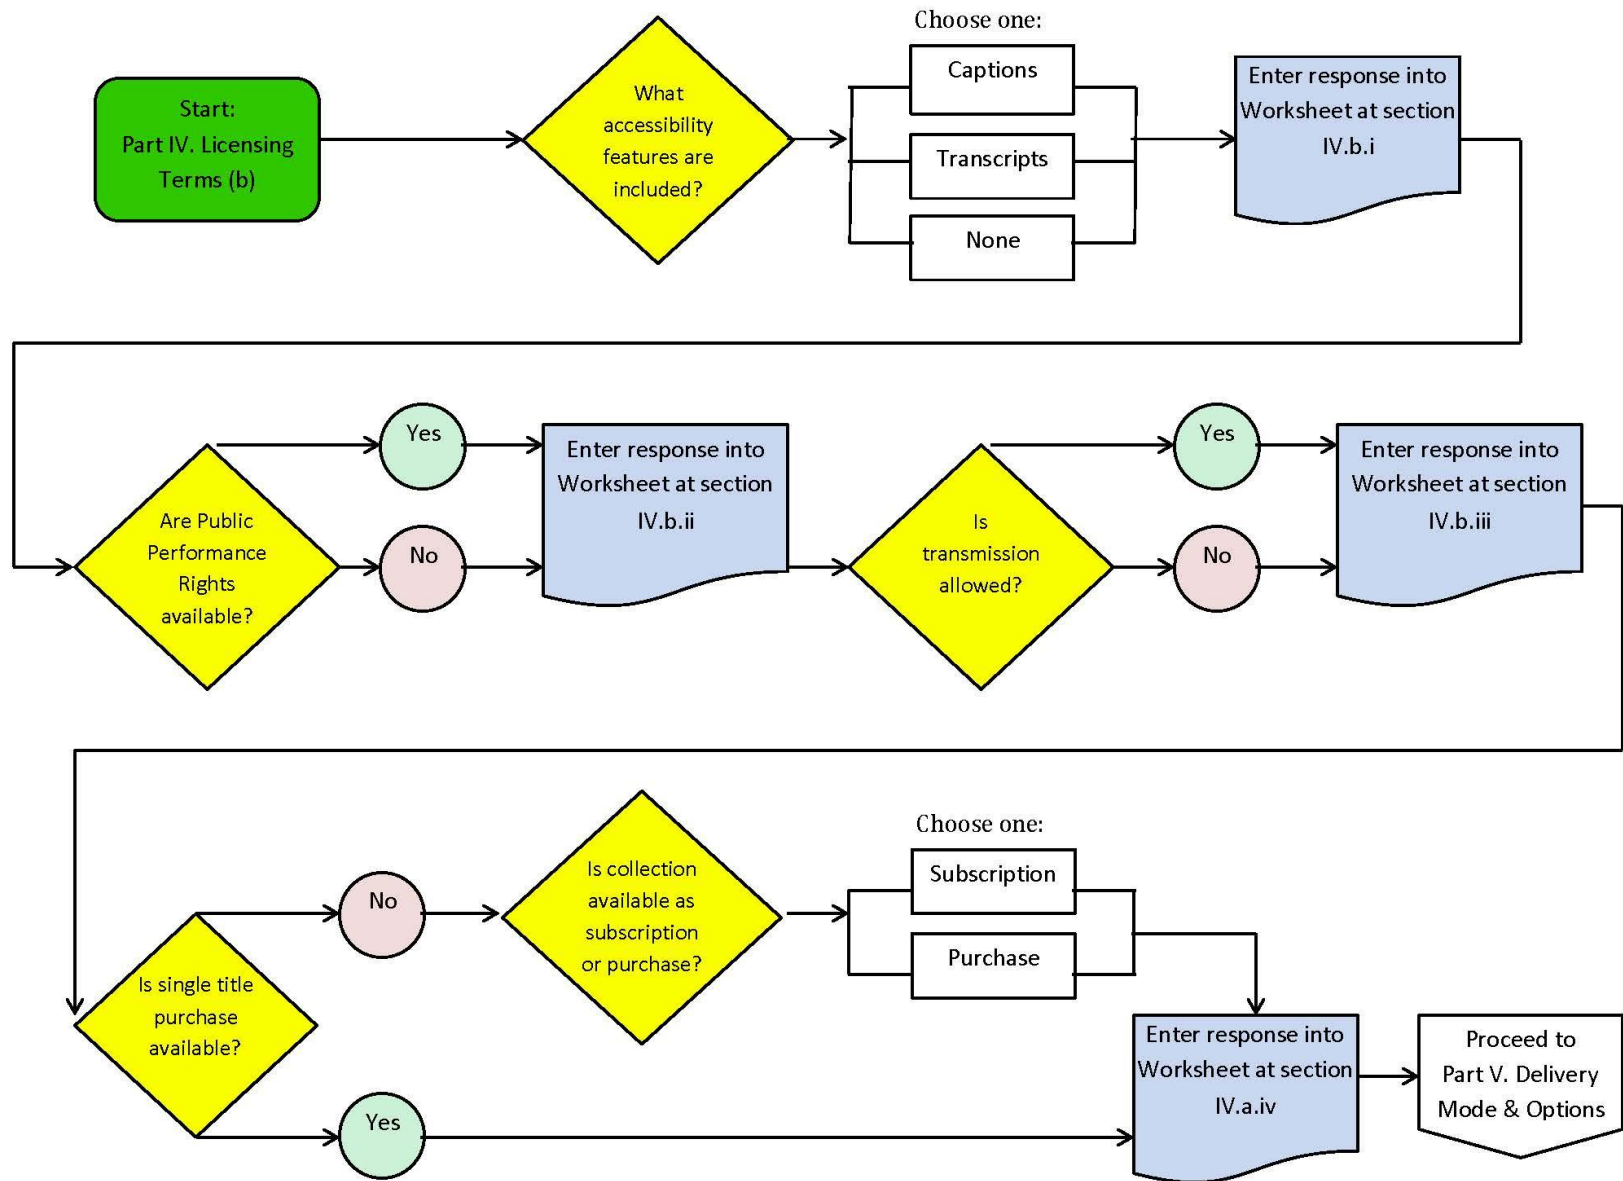 Start:
Part IV. Licensing
Terms (b)
What
accessibility
features are
included?
Choose one:
Captions
Transcripts
None
Enter response into
Worksheet at section
IV.b.i
Are Public
Performance
Rights
available?
Yes
No
Enter response into
Worksheet at section
IV.b.ii
Is
transmission
allowed?
Yes
No
Enter response into
Worksheet at section
IV.b.iii
Is single title
purchase
available?
No
Yes
Is collection
available as
subscription
or purchase?
Choose one:
Subscription
Purchase
Enter response into
Worksheet at section
IV.a.iv
Proceed to
Part V. Delivery
Mode & Options